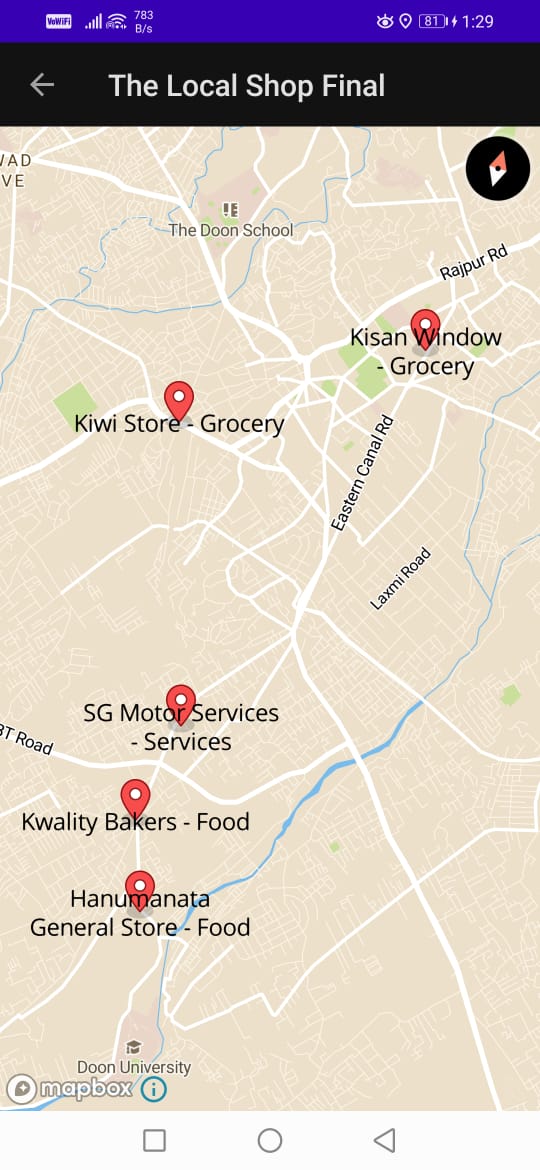 VoWiFi
783
B/s
81
1:29
The Local Shop Final
WAD
VE
The Doon School
Rajpur Rd
Kisan Window
- Grocery
Kiwi Store - Grocery
Eastern Canal Rd
Laxmi Road
SG Motor Services
- Services
BT Road
Kwality Bakers - Food
Hanumanata
General Store - Food
Doon University
mapbox